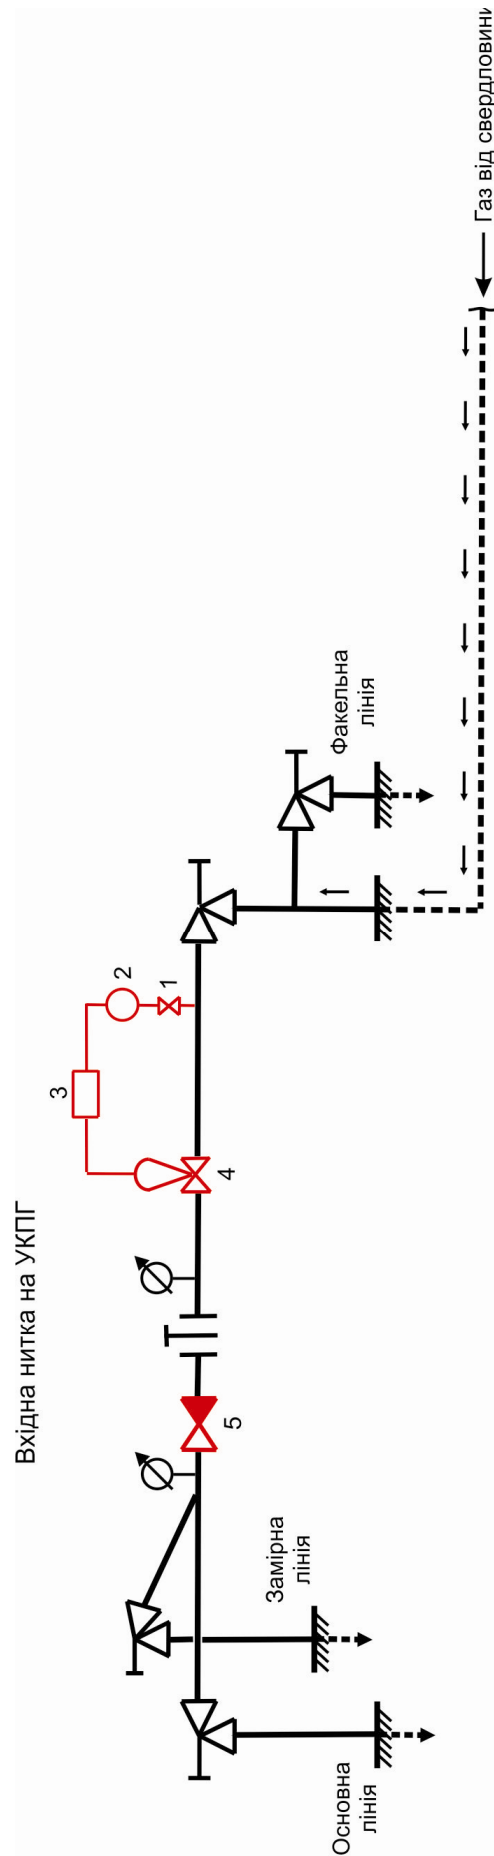 Вхідна нитка на УКПГ
3
2
1
4
5
Факельна
лінія
Замірна
лінія
Основна
лінія
Газ від свердловини